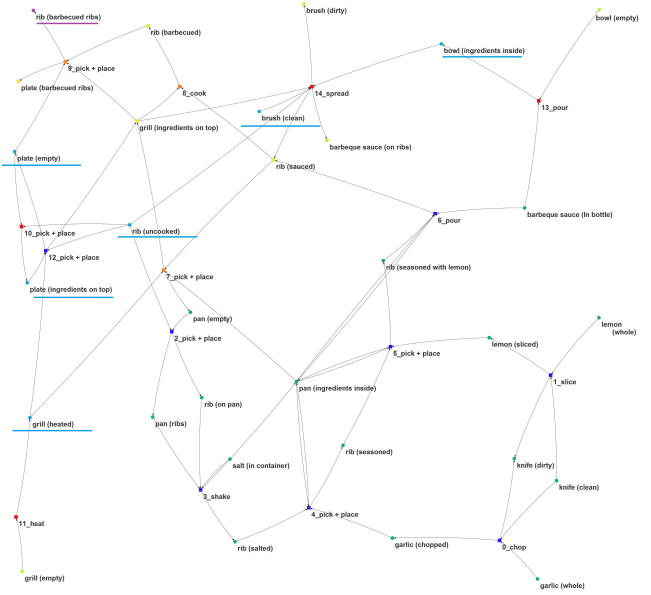 rib (barbecued ribs)
brush (dirty)
bowl (empty)
rib (barbecued)
bowl (ingredients inside)
9_pick + place
plate (barbecued ribs)
8_cook
14_spread
13_pour
brush (clean)
grill (ingredients on top)
barbeque sauce (on ribs)
plate (empty)
rib (sauced)
barbeque sauce (In bottle)
6_pour
10_pick + place
rib (uncooked)
12_pick + place
rib (seasoned with lemon)
7_pick + place
plate (ingredients on top)
pan (empty)
lemon
(whole)
2_pick + place
lemon (sliced)
5_pick + place
1_slice
pan (ingredients inside)
rib (on pan)
grill (heated)
pan (ribs)
rib (seasoned)
salt (in container)
knife (dirty)
knife (clean)
3_shake
4_pick + place
11_heat
rib (salted)
garlic (chopped)
0_chop
grill (empty)
garlic (whole)